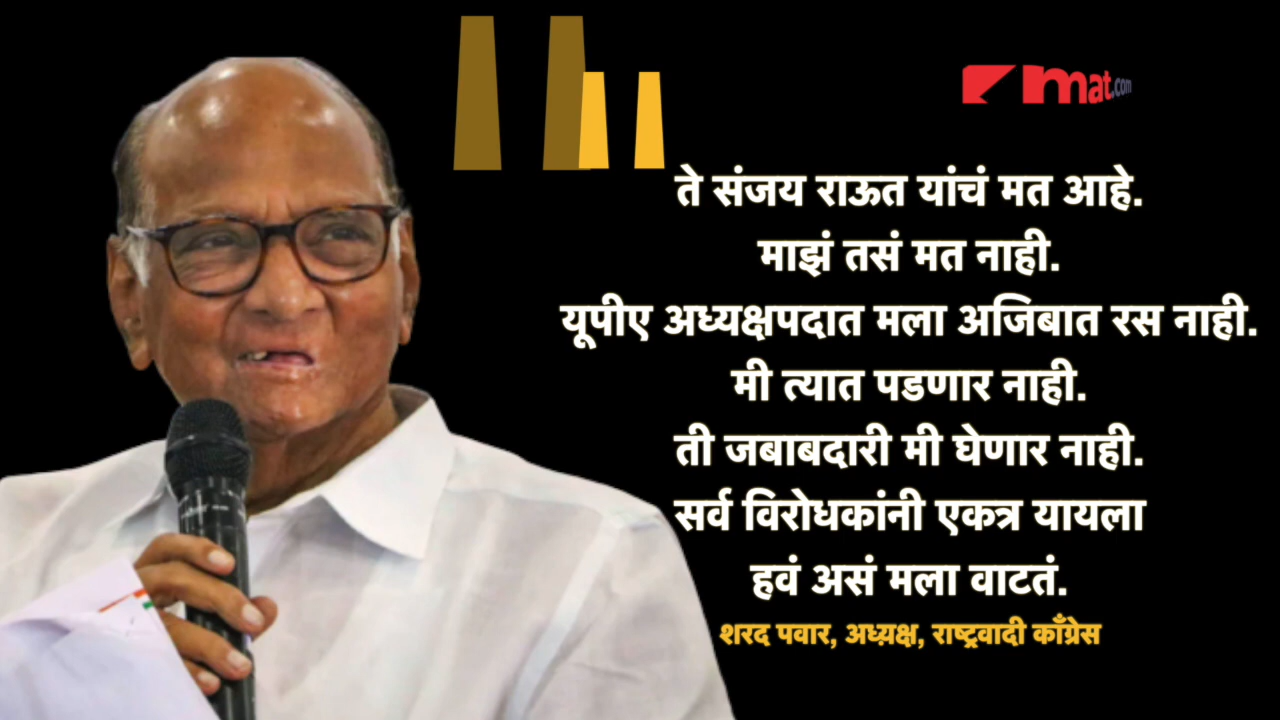 mat.com
ते संजय राऊत यांचं मत आहे.
माझं तसं मत नाही.
यूपीए अध्यक्षपदात मला अजिबात रस नाही.
मी त्यात पडणार नाही.
ती जबाबदारी मी घेणार नाही.
सर्व विरोधकांनी एकत्र यायला
हवं असं मला वाटतं.
शरद पवार, अध्यक्ष, राष्ट्रवादी काँग्रेस